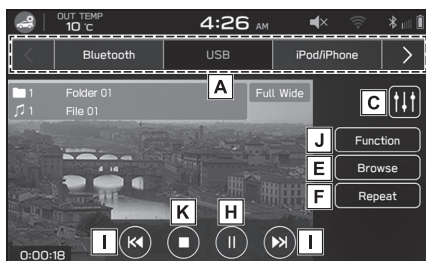 OUT TEMP
10 °C
4:26 AM
Bluetooth
USB
iPod/iPhone
A
1 Folder 01
Full Wide
1 File 01
C
J Function
E Browse
F Repeat
K
H
I
I
0:00:18